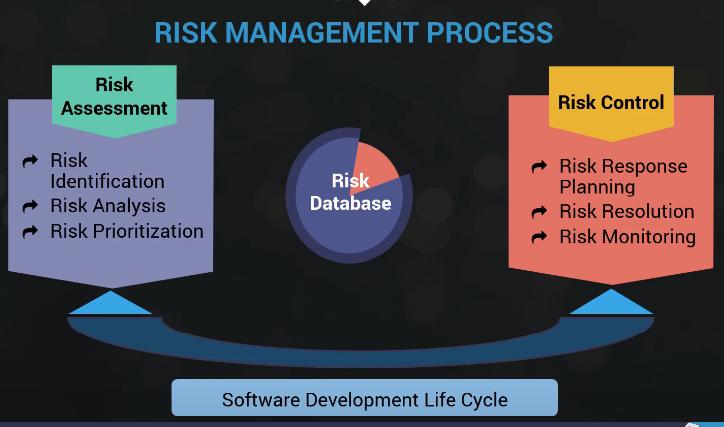 RISK MANAGEMENT PROCESS
Risk
Assessment
Risk
Identification
Risk Analysis
Risk Prioritization
Risk
Database
Risk Control
Risk Response
Planning
Risk Resolution
Risk Monitoring
Software Development Life Cycle